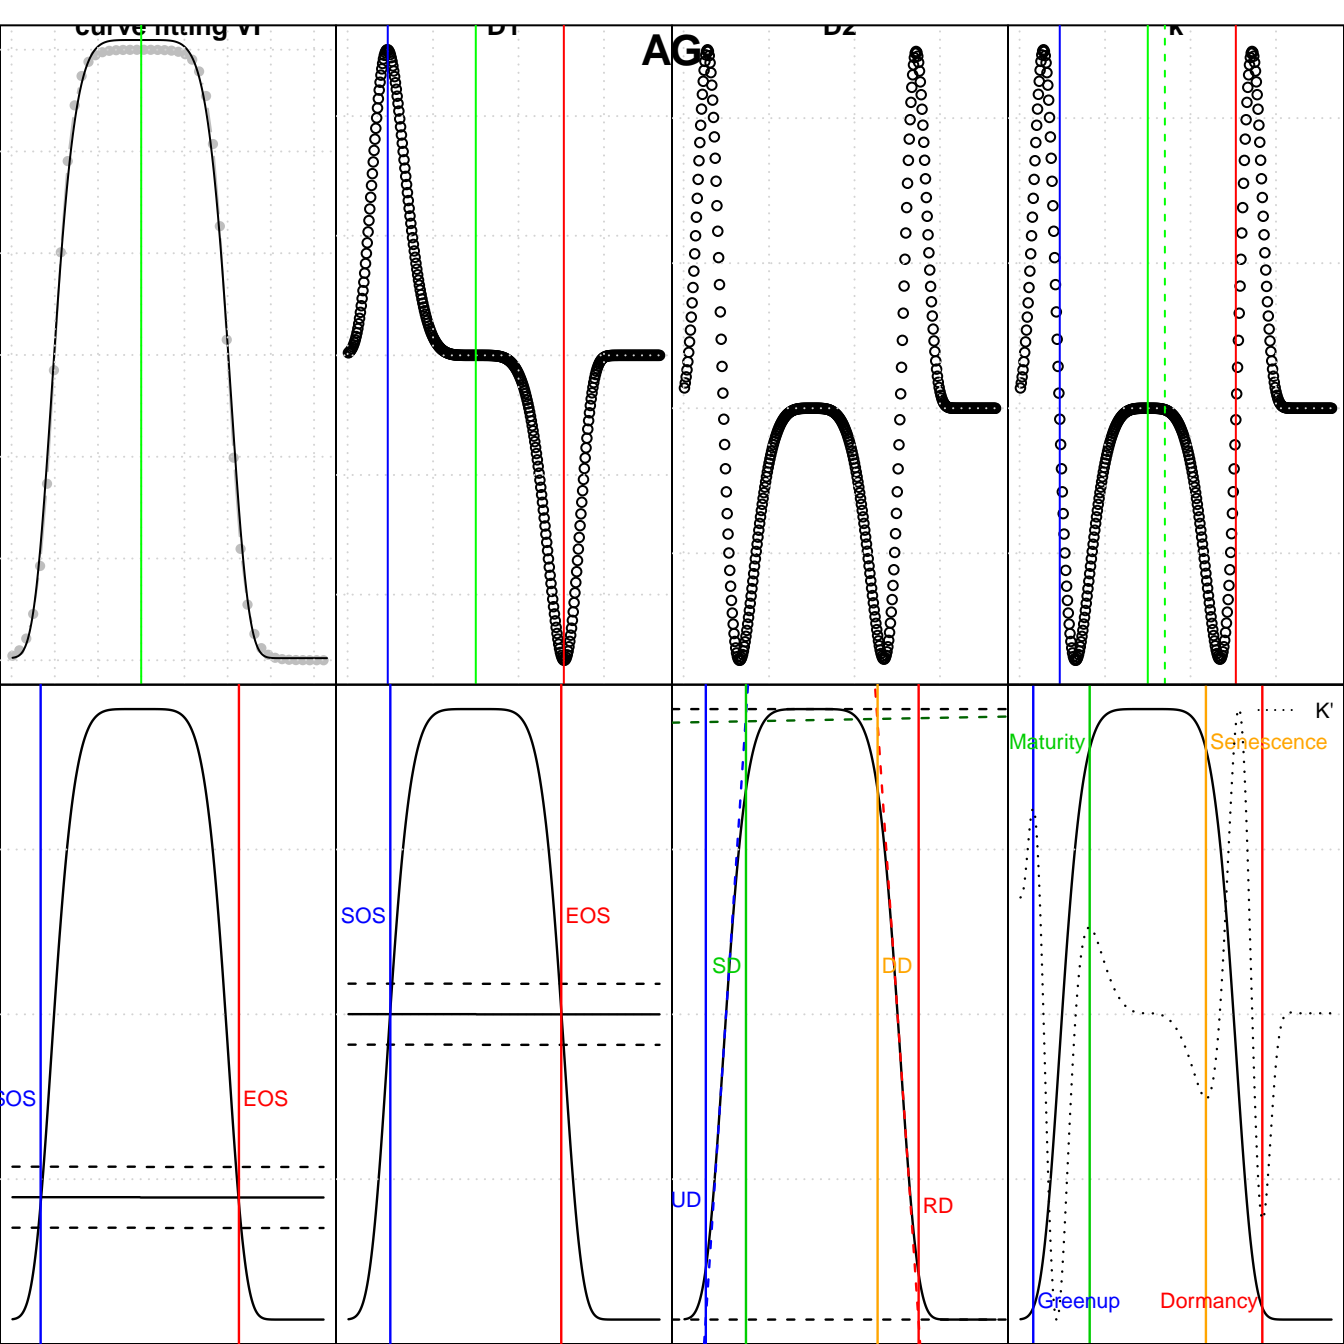 curve fitting VI
D1
AG
D2
k
SOS
EOS
SOS
EOS
SD
DD
UD
RD
K'
Maturity
Senescence
Greenup
Dormancy